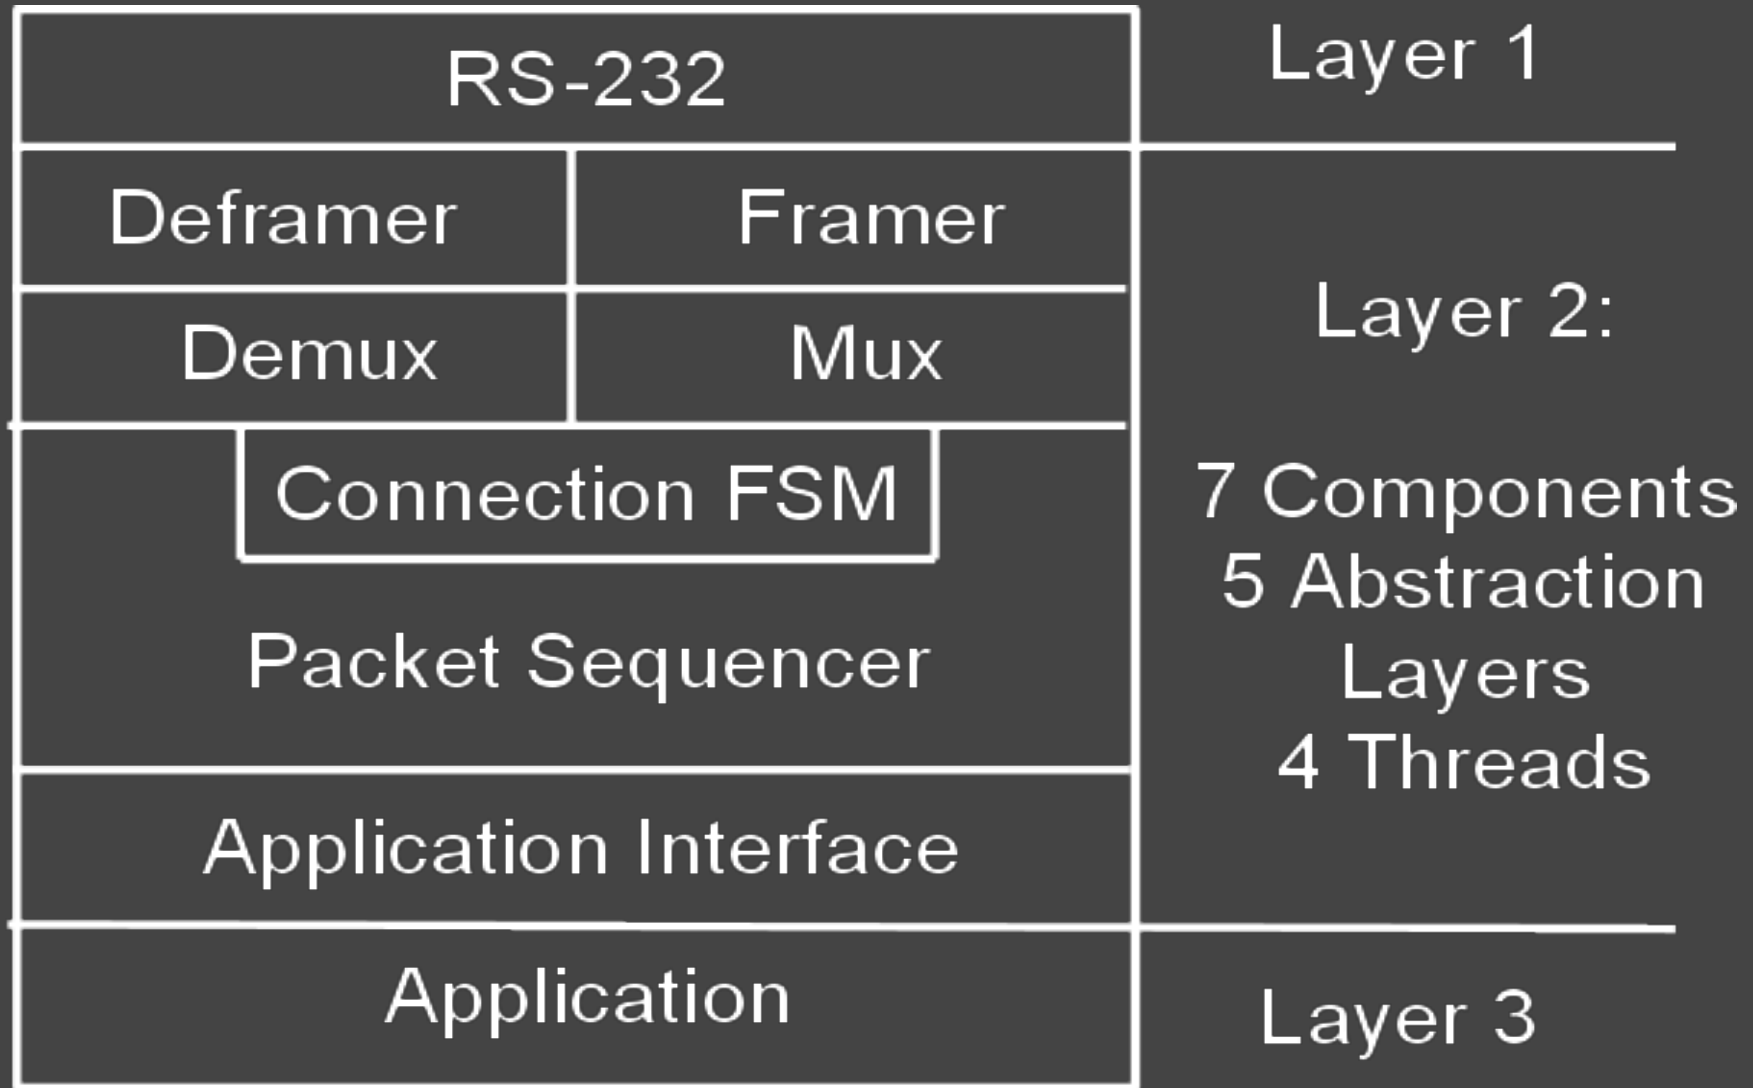 RS-232
Layer 1
Deframer
Framer
Demux
Mux
Connection FSM
Packet Sequencer
Application Interface
Layer 2:
7 Components
5 Abstraction
Layers
4 Threads
Application
Layer 3